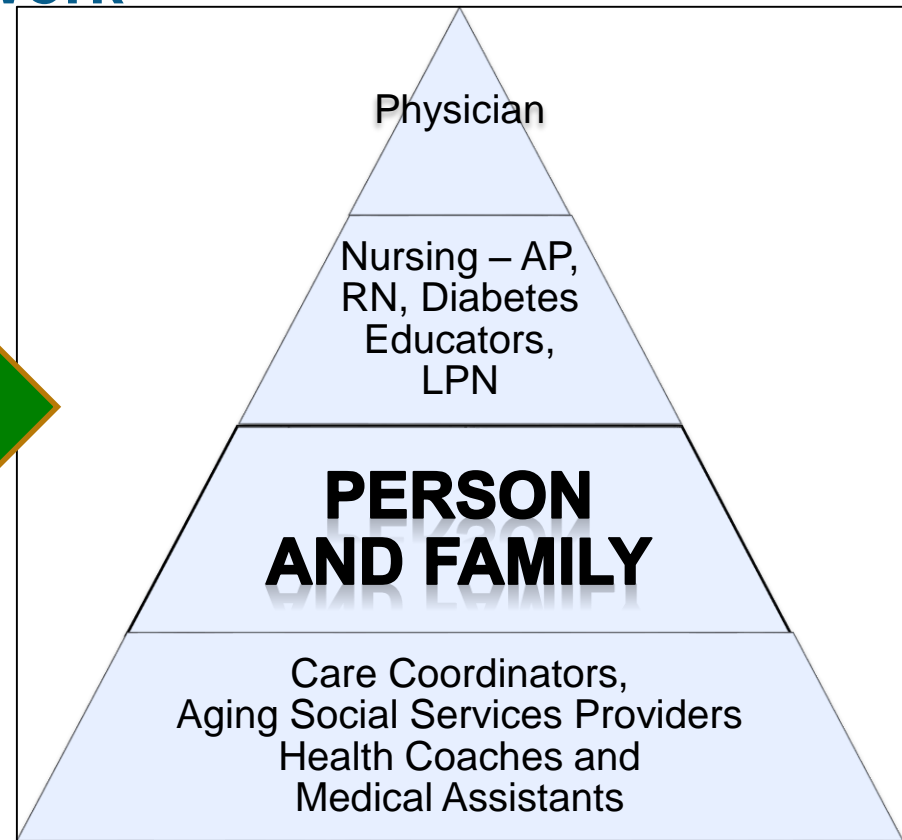 Physician
Nursing – AP,
RN, Diabetes
Educators,
LPN
PERSON
AND FAMILY
Care Coordinators,
Aging Social Services Providers
Health Coaches and
Medical Assistants